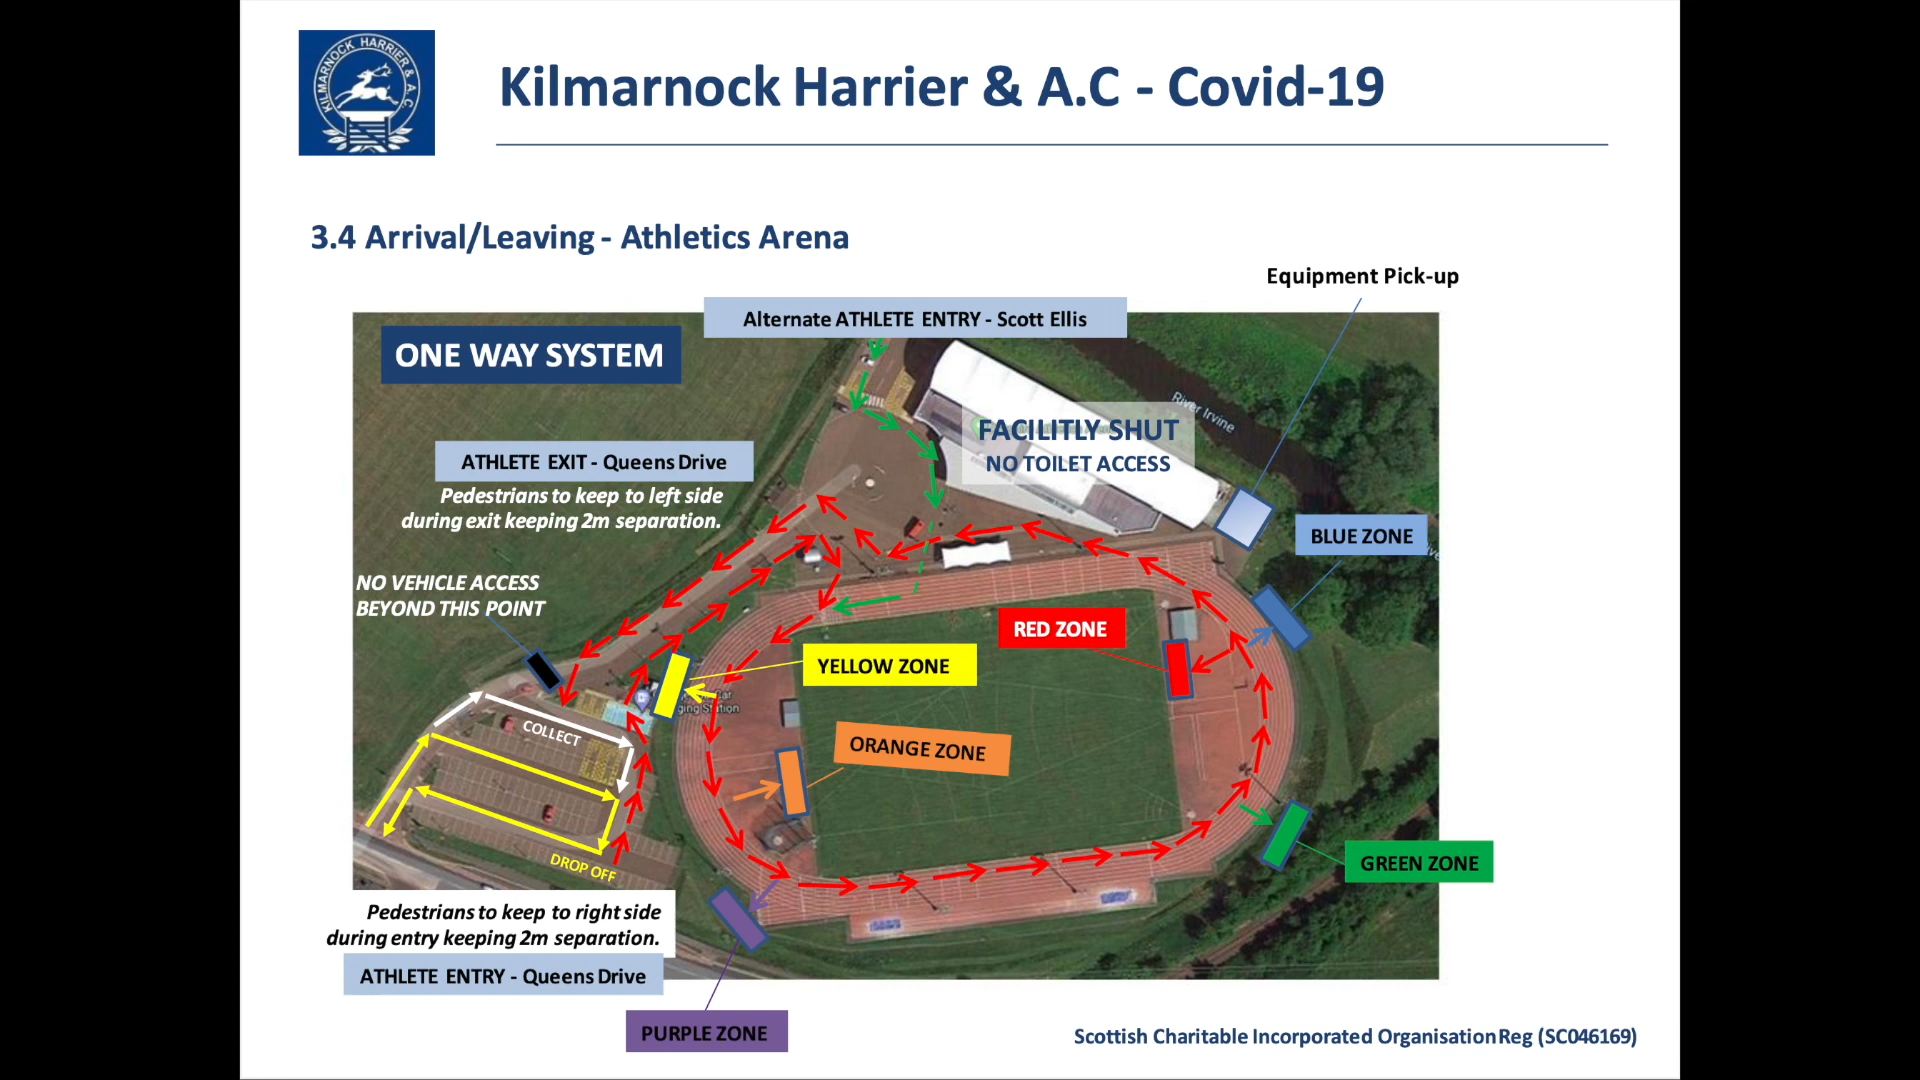 KILMARNOCK HARRIER & A.C
Kilmarnock Harrier & A.C - Covid-19
3.4 Arrival/Leaving - Athletics Arena
Equipment Pick-up
Alternate ATHLETE ENTRY - Scott Ellis
ONE WAY SYSTEM
River Irvine
FACILITLY SHUT
NO TOILET ACCESS
ATHLETE EXIT - Queens Drive
Pedestrians to keep to left side
during exit keeping 2m separation.
BLUE ZONE
NO VEHICLE ACCESS
BEYOND THIS POINT
RED ZONE
YELLOW ZONE
Station
COLLECT
ORANGE ZONE
DROP OFF
GREEN ZONE
Pedestrians to keep to right side
during entry keeping 2m separation.
ATHLETE ENTRY - Queens Drive
PURPLE ZONE
Scottish Charitable Incorporated Organisation Reg (SC046169)